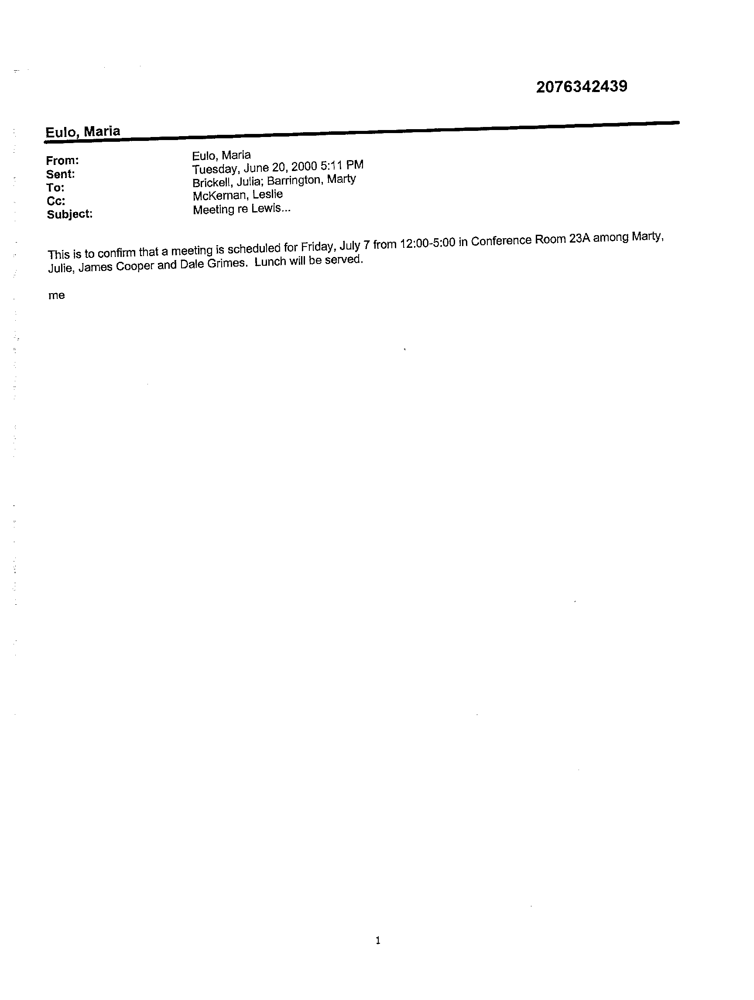 2076342439
Eulo, Maria
From: Eulo, Maria
Sent: Tuesday, June 20, 2000 5:11 PM
To: Brickell, Julia; Barrington, Marty
Cc: McKernan, Leslie
Subject: Meeting re Lewis...
This is to confirm that a meeting is scheduled for Friday, July 7 from 12:00-5:00 in Conference Room 23A among Marty,
Julie, James Cooper and Dale Grimes. Lunch will be served.
me
1